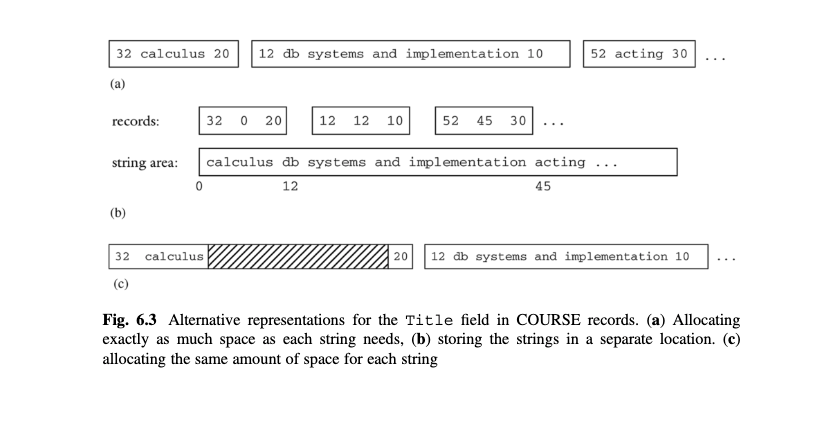 32 calculus 20 12 db systems and implementation 10 52 acting 30 ...
(a)
records: 32 0 20 12 12 10 52 45 30 ...
string area: calculus db systems and implementation acting ...
0 12 45
(b)
32 calculus 20 12 db systems and implementation 10 ...
(c)
Fig. 6.3 Alternative representations for the Title field in COURSE records. (a) Allocating
exactly as much space as each string needs, (b) storing the strings in a separate location. (c)
allocating the same amount of space for each string